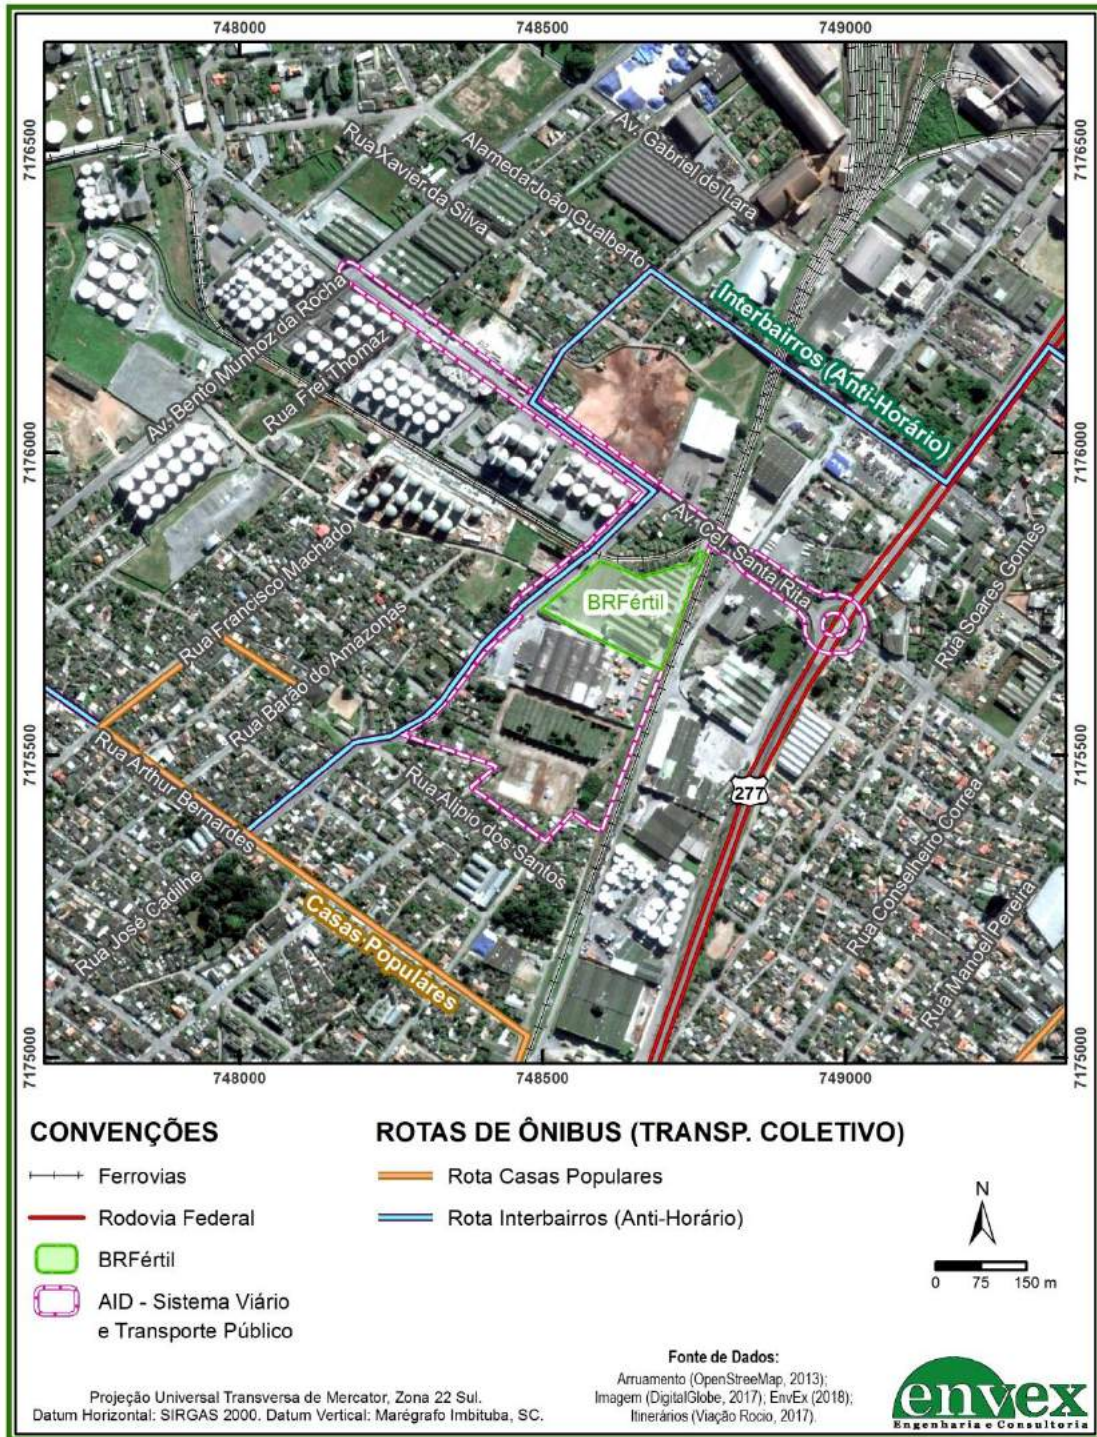 748000
748500
749000
7176500
7176500
Rua Xavier da Silva
Alameda João Gualberto
Av. Gabriel de Lara
Interbairros (Anti-Horário)
Av. Bento Munhoz da Rocha
Rua Frei Thomaz
7176000
7176000
Av. Cel. Santa Rita
Rua Francisco Machado
BRFértil
Rua Barão do Amazonas
Rua Soares Gomes
7175500
7175500
Rua Arthur Bernardes
Rua Alípio dos Santos
277
Rua José Cadilhe
Casas Populares
Rua Conselheiro Correa
Rua Manoel Pereira
7175000
7175000
748000
748500
749000
CONVENÇÕES
Ferrovias
Rodovia Federal
BRFértil
AID - Sistema Viário
e Transporte Público
ROTAS DE ÔNIBUS (TRANSP. COLETIVO)
Rota Casas Populares
Rota Interbairros (Anti-Horário)
N
0 75 150 m
Projeção Universal Transversa de Mercator, Zona 22 Sul.
Datum Horizontal: SIRGAS 2000. Datum Vertical: Marégrafo Imbituba, SC.
Fonte de Dados:
Arruamento (OpenStreeMap, 2013);
Imagem (DigitalGlobe, 2017); EnvEx (2018);
Itinerários (Viação Rocio, 2017).
envex
Engenharia e Consultoria